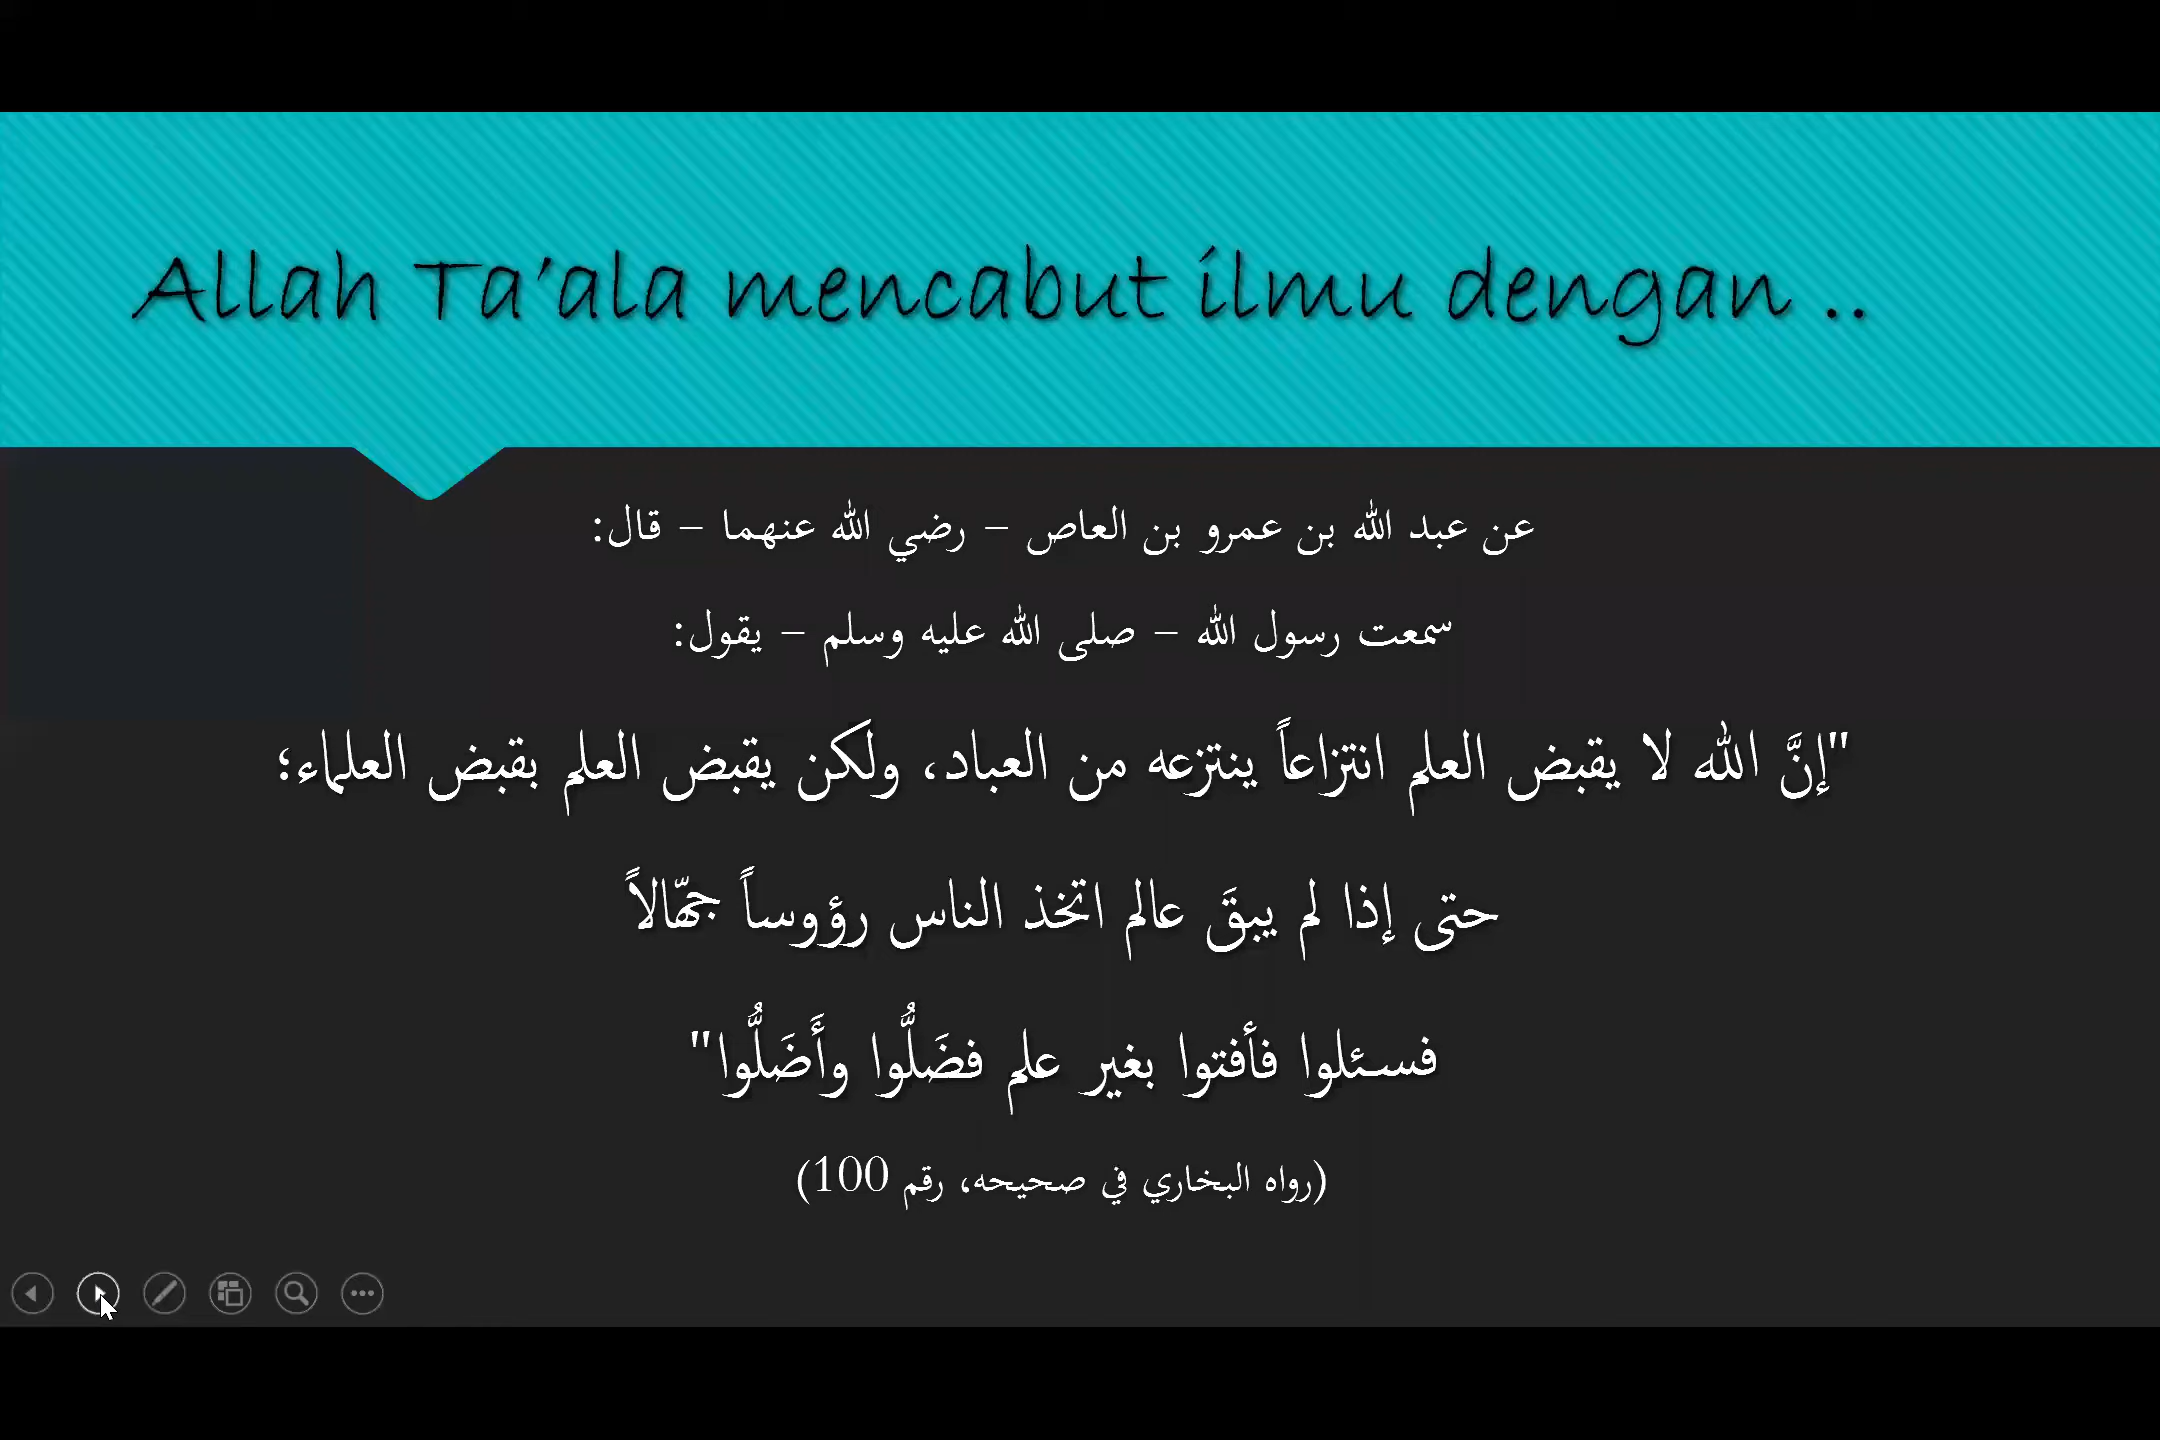 Allah Ta'ala mencabut ilmu dengan ..
عن عبد الله بن عمرو بن العاص – رضي الله عنهما – قال:
سمعت رسول الله – صلى الله عليه وسلم – يقول:
"إنَّ الله لا يقبض العلم انتزاعاً ينتزعه من العباد، ولكن يقبض العلم بقبض العلماء؛
حتى إذا لم يبقَ عالم اتخذ الناس رؤوساً جهّالاً
فسئلوا فأفتوا بغير علم فضَلُّوا وأَضَلُّوا"
(رواه البخاري في صحيحه، رقم 100)